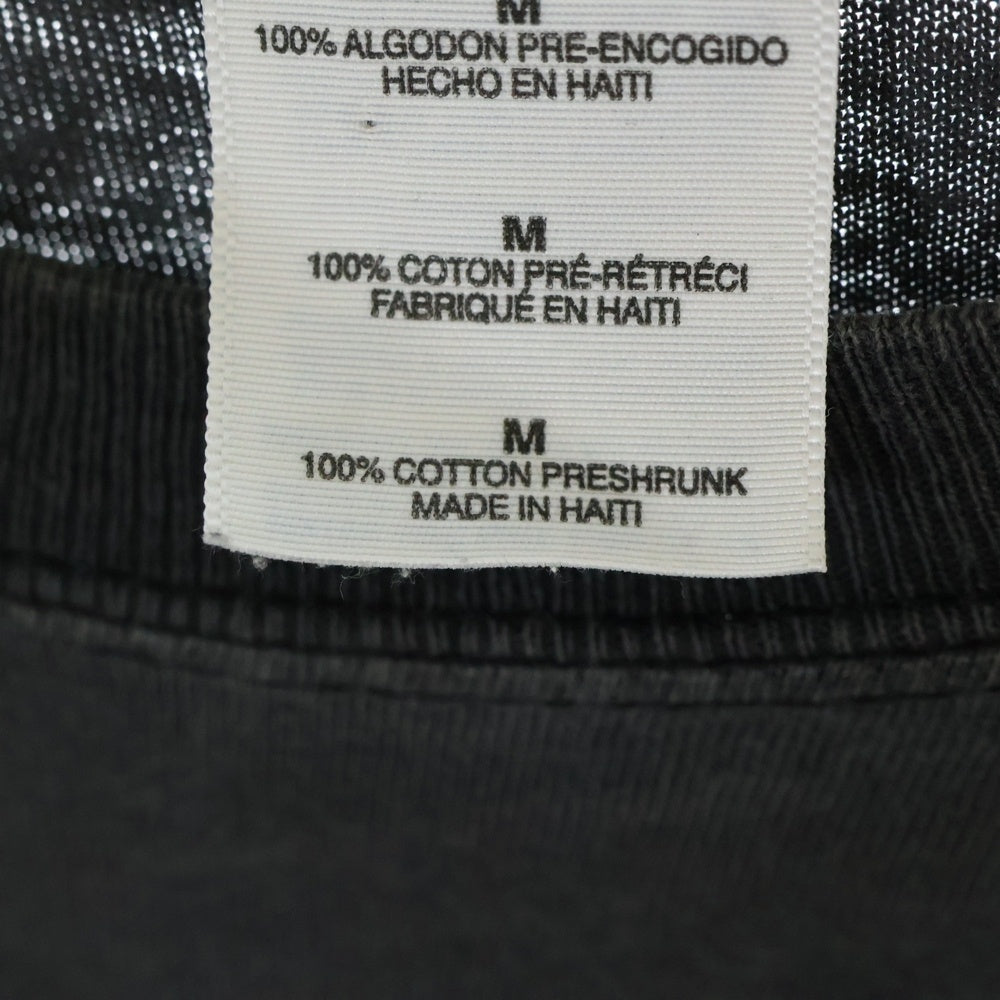 M
100% ALGODON PRE-ENCOGIDO
HECHO EN HAITI
M
100% COTON PRÉ-RÉTRÉCI
FABRIQUÉ EN HAITI
M
100% COTTON PRESHRUNK
MADE IN HAITI